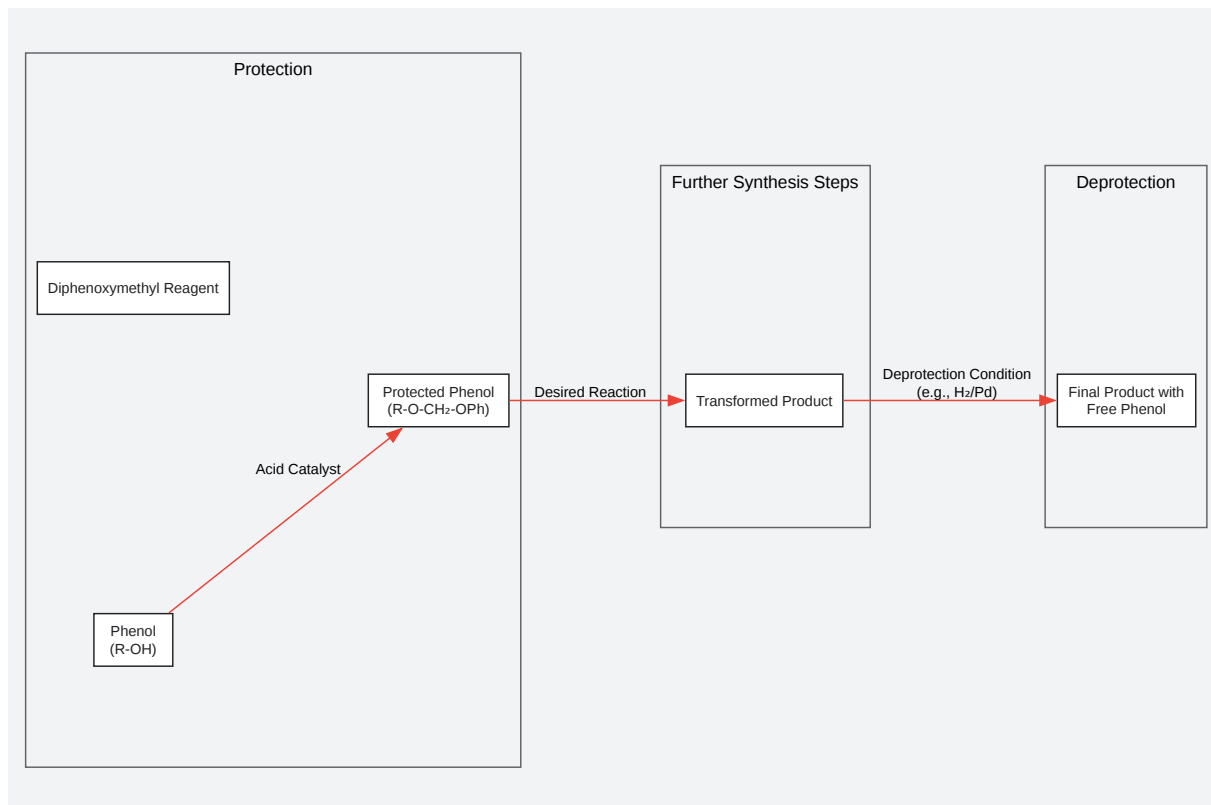 Protection
Diphenoxymethyl Reagent
Protected Phenol
(R-O-CH₂-OPh)
Acid Catalyst
Phenol
(R-OH)
Desired Reaction
Further Synthesis Steps
Transformed Product
Deprotection Condition
(e.g., H₂/Pd)
Deprotection
Final Product with
Free Phenol